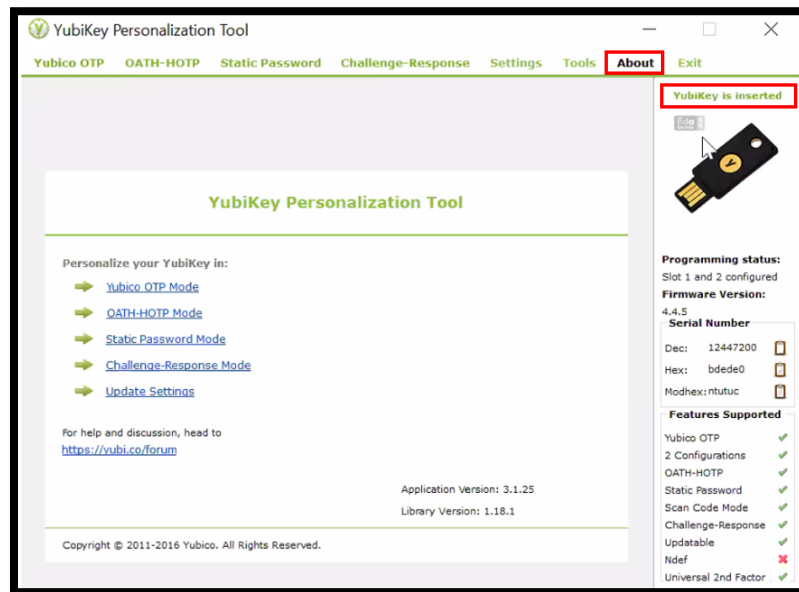 YubiKey Personalization Tool
Yubico OTP OATH-HOTP Static Password Challenge-Response Settings Tools About Exit
YubiKey is inserted
YubiKey Personalization Tool
Personalize your YubiKey in:
Yubico OTP Mode
OATH-HOTP Mode
Static Password Mode
Challenge-Response Mode
Update Settings
For help and discussion, head to
https://yubi.co/forum
Application Version: 3.1.25
Library Version: 1.18.1
Copyright © 2011-2016 Yubico. All Rights Reserved.
fido
Programming status:
Slot 1 and 2 configured
Firmware Version:
4.4.5
Serial Number
Dec: 12447200
Hex: bdede0
Modhex: ntutuc
Features Supported
Yubico OTP
2 Configurations
OATH-HOTP
Static Password
Scan Code Mode
Challenge-Response
Updatable
Ndef
Universal 2nd Factor